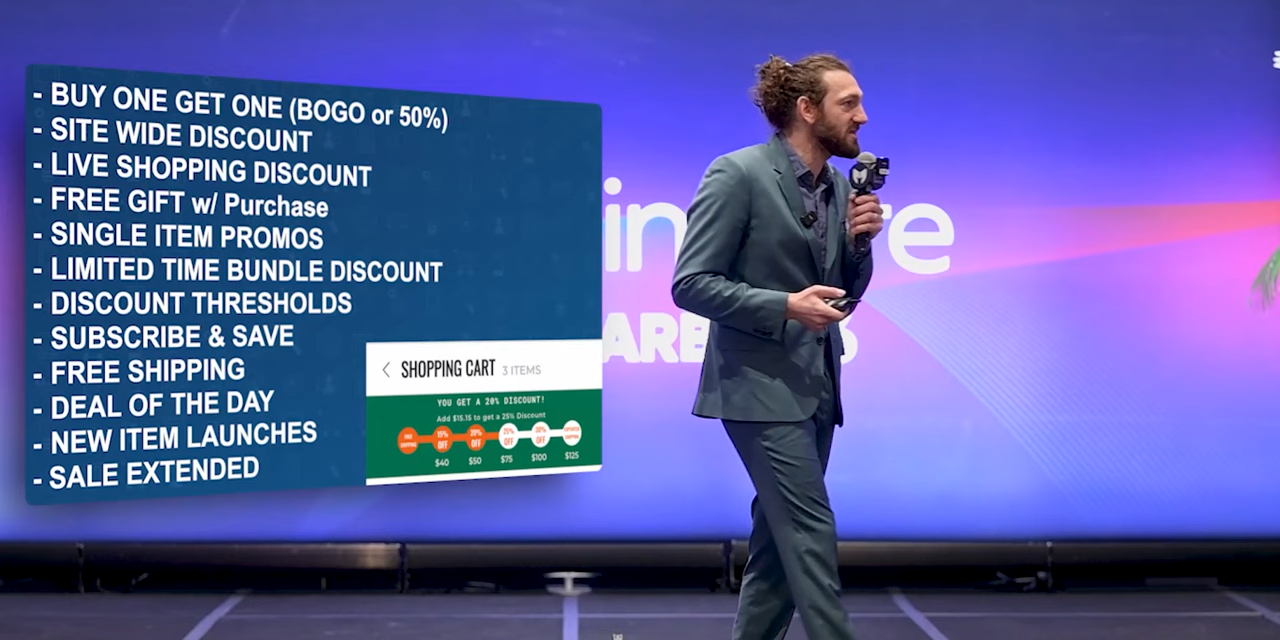 - BUY ONE GET ONE (BOGO or 50%)
- SITE WIDE DISCOUNT
- LIVE SHOPPING DISCOUNT
- FREE GIFT w/ Purchase
- SINGLE ITEM PROMOS
- LIMITED TIME BUNDLE DISCOUNT
- DISCOUNT THRESHOLDS
- SUBSCRIBE & SAVE
- FREE SHIPPING
- DEAL OF THE DAY
- NEW ITEM LAUNCHES
- SALE EXTENDED
SHOPPING CART 3 ITEMS
YOU GET A 20% DISCOUNT!
Add $15.15 to get a 25% Discount
FREE SHIPPING
15% OFF
20% OFF
25% OFF
30% OFF
$40 $50 $75 $100 $125